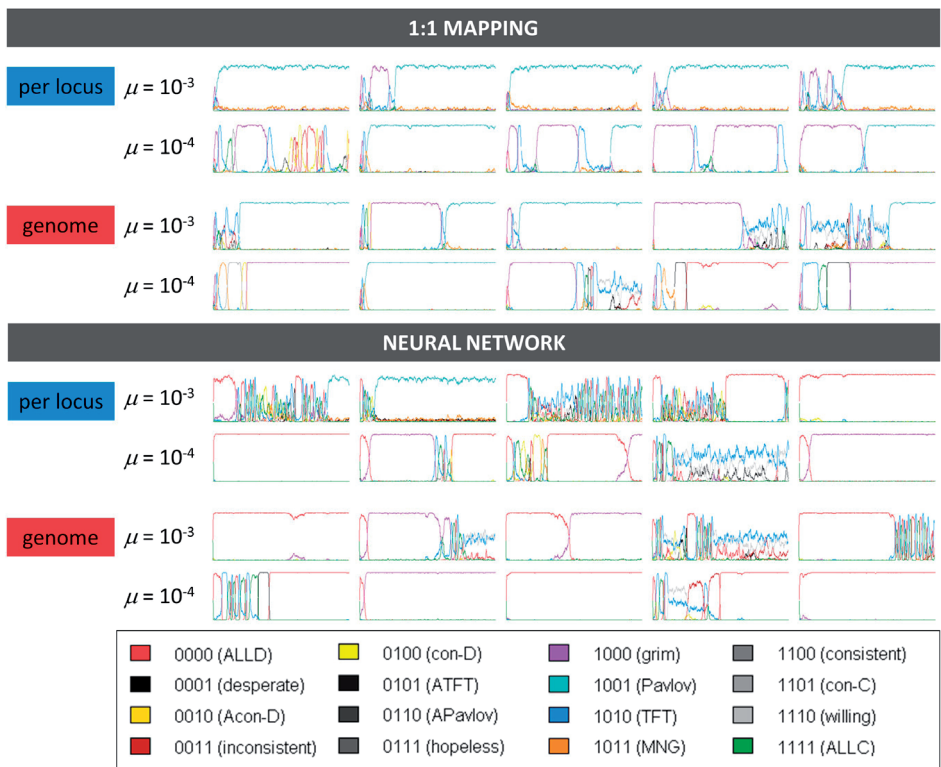 1:1 MAPPING
per locus μ = 10-3
μ = 10-4
genome μ = 10-3
μ = 10-4
NEURAL NETWORK
per locus μ = 10-3
μ = 10-4
genome μ = 10-3
μ = 10-4
0000 (ALLD) 0100 (con-D) 1000 (grim) 1100 (consistent)
0001 (desperate) 0101 (ATFT) 1001 (Pavlov) 1101 (con-C)
0010 (Acon-D) 0110 (APavlov) 1010 (TFT) 1110 (willing)
0011 (inconsistent) 0111 (hopeless) 1011 (MNG) 1111 (ALLC)